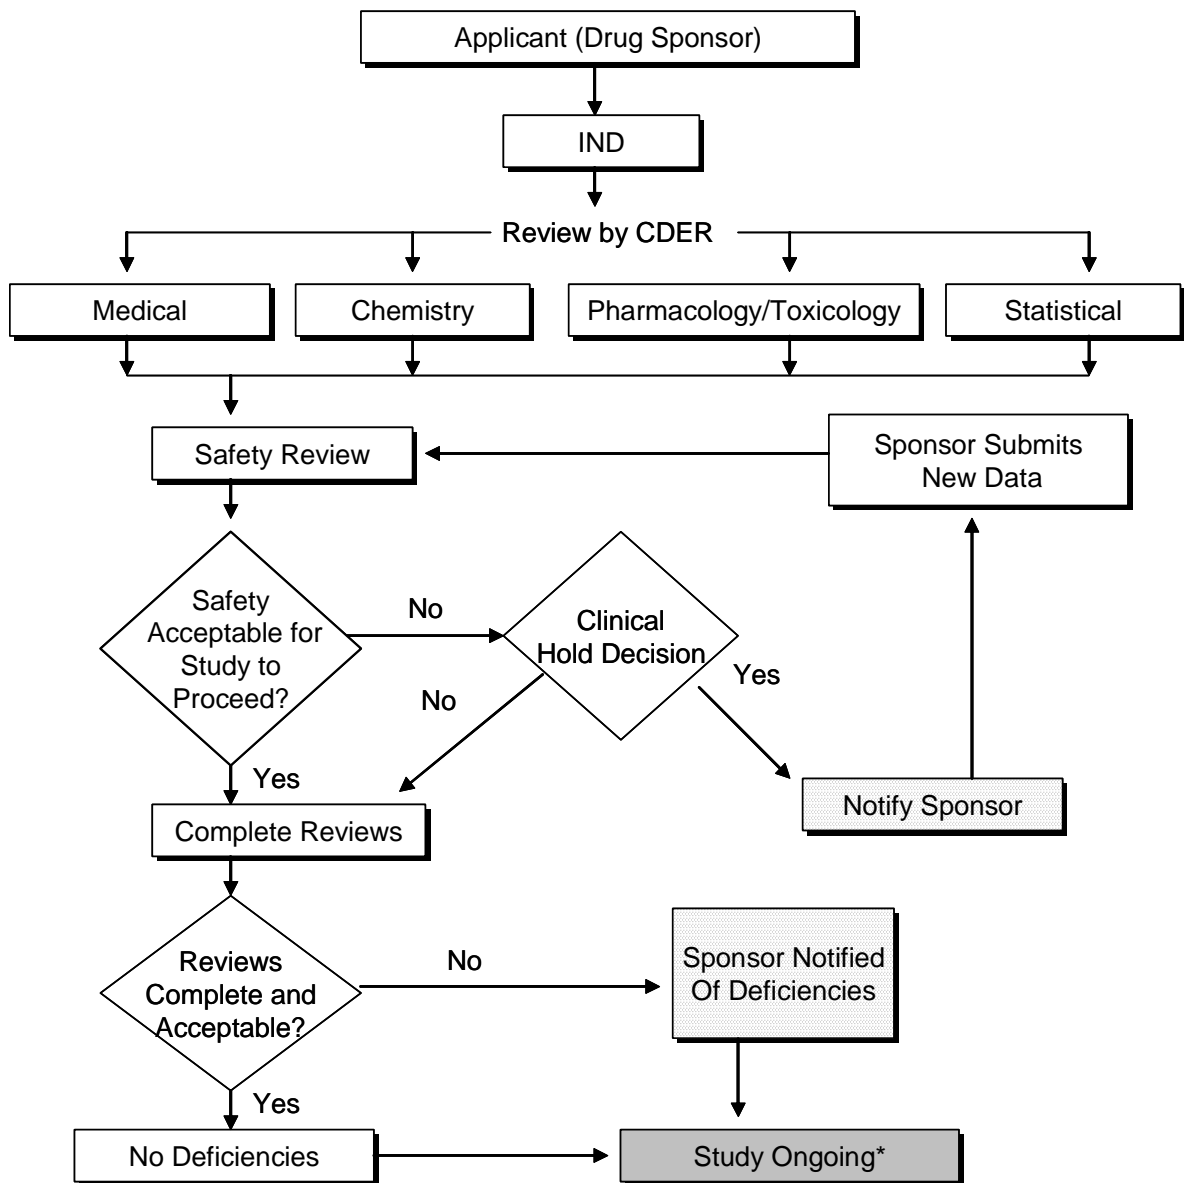 Applicant (Drug Sponsor)
IND
Review by CDER
Medical
Chemistry
Pharmacology/Toxicology
Statistical
Safety Review
Sponsor Submits
New Data
Safety
Acceptable for
Study to
Proceed?
No
Clinical
Hold Decision
Yes
No
Yes
Notify Sponsor
Complete Reviews
Reviews
Complete and
Acceptable?
No
Sponsor Notified
Of Deficiencies
Yes
No Deficiencies
Study Ongoing*